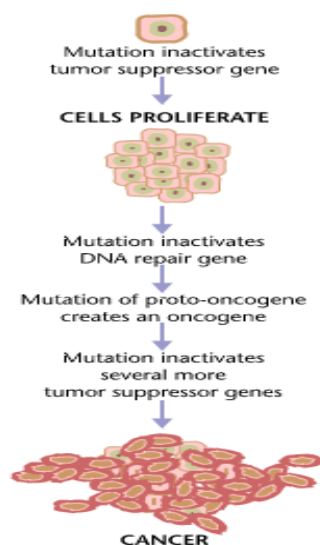 Mutation inactivates
tumor suppressor gene
CELLS PROLIFERATE
Mutation inactivates
DNA repair gene
Mutation of proto-oncogene
creates an oncogene
Mutation inactivates
several more
tumor suppressor genes
CANCER